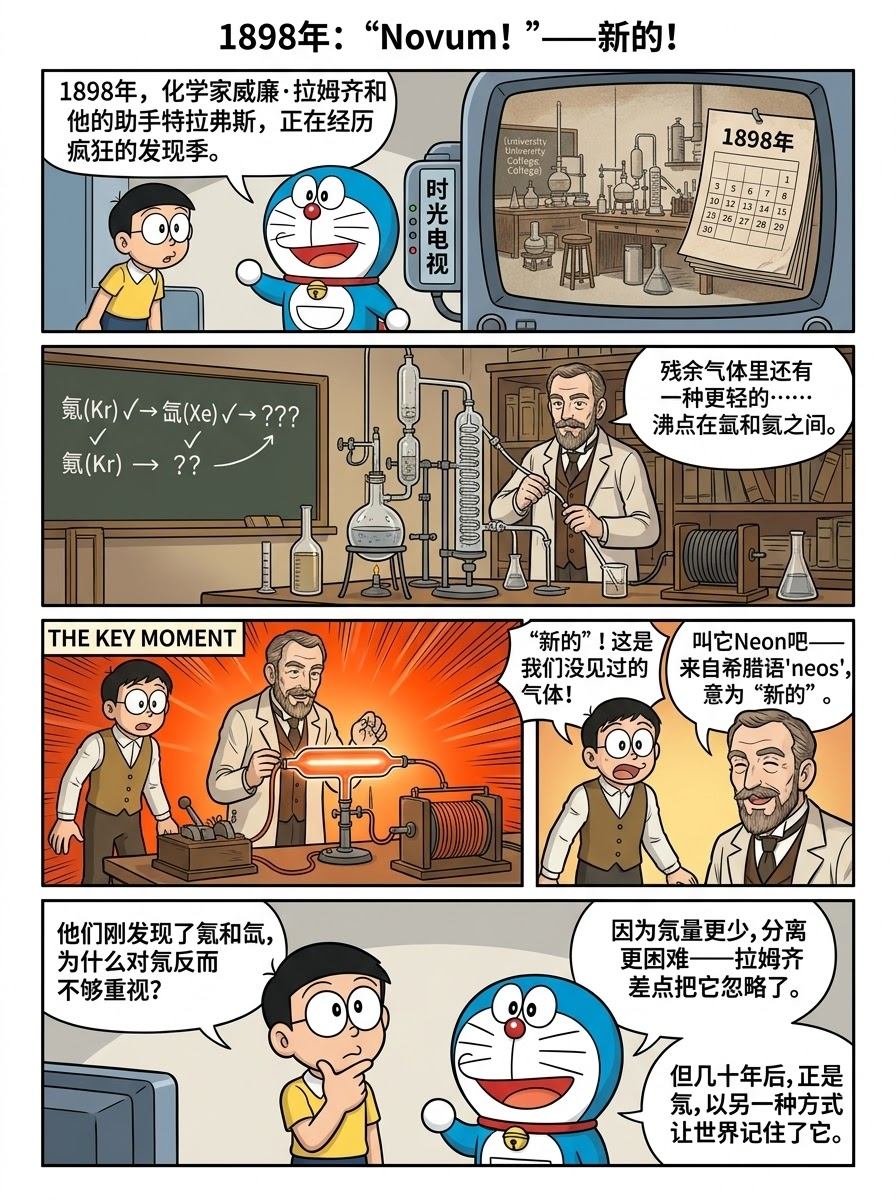 1898年：“Novum！”——新的！
1898年，化学家威廉·拉姆齐和
他的助手特拉弗斯，正在经历
疯狂的发现季。
时光电视
1898年
氪(Kr)✓→氙(Xe)✓→???
✓ ✓
氪(Kr) → ??
残余气体里还有
一种更轻的……
沸点在氩和氦之间。
THE KEY MOMENT
“新的”！这是
我们没见过的
气体！
叫它Neon吧——
来自希腊语'neos'，
意为“新的”。
他们刚发现了氪和氙，
为什么对氖反而
不够重视？
因为氖量更少，分离
更困难——拉姆齐
差点把它忽略了。
但几十年后，正是
氖，以另一种方式
让世界记住了它。